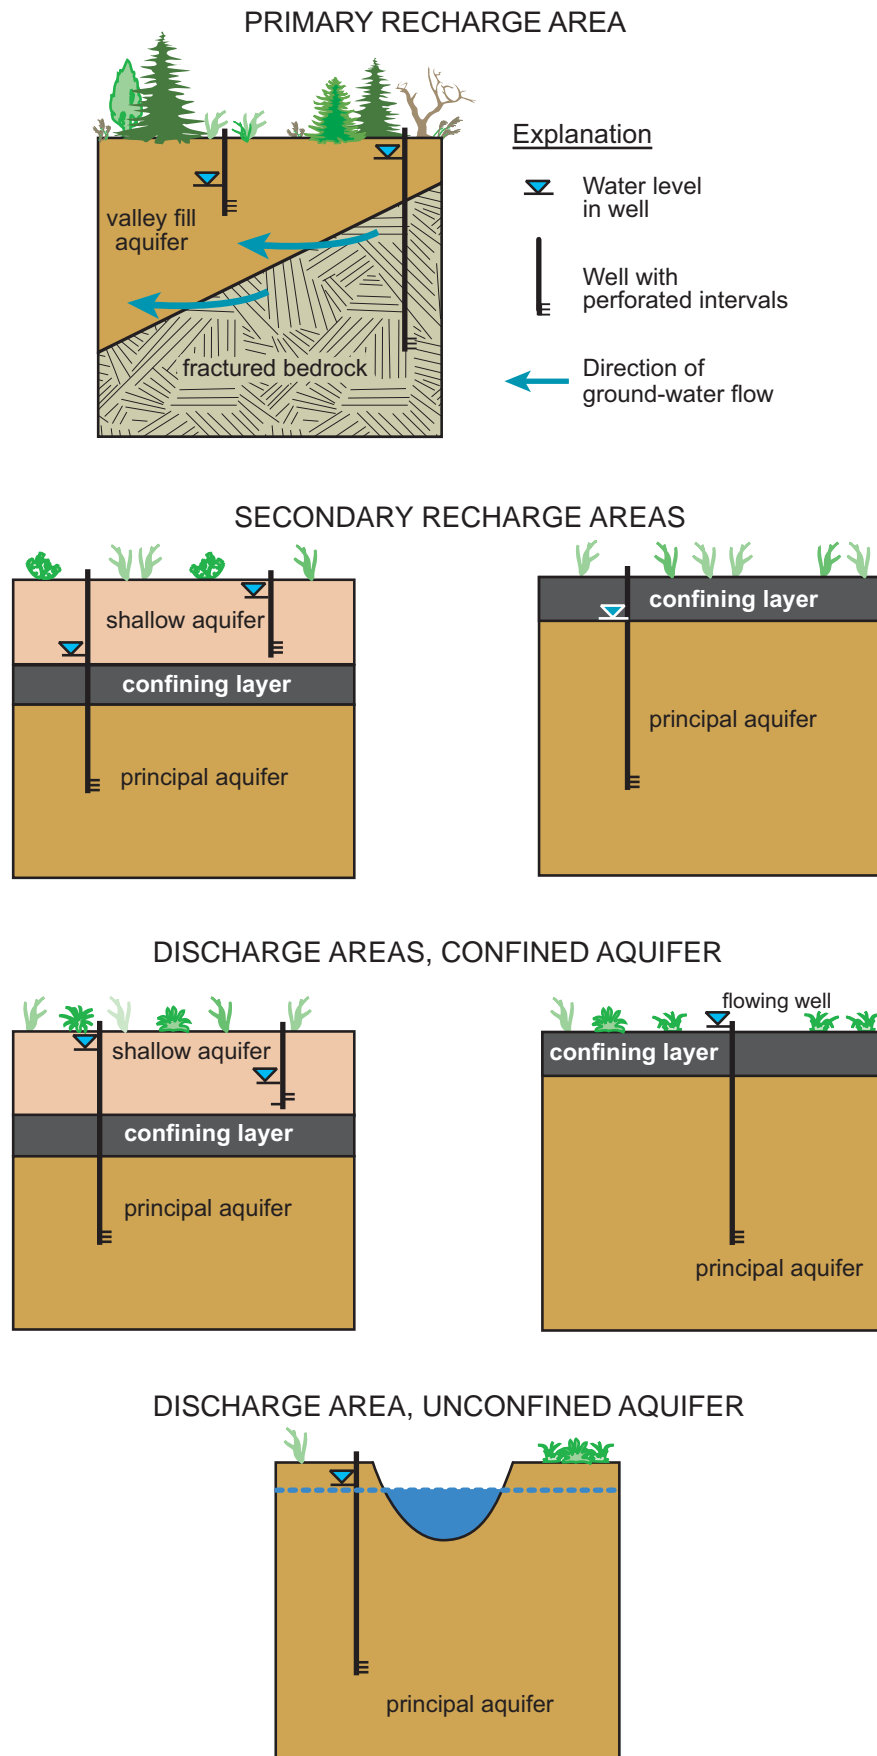 PRIMARY RECHARGE AREA
Explanation
Water level
in well
Well with
perforated intervals
Direction of
ground-water flow
valley fill
aquifer
fractured bedrock
SECONDARY RECHARGE AREAS
shallow aquifer
confining layer
principal aquifer
confining layer
principal aquifer
DISCHARGE AREAS, CONFINED AQUIFER
shallow aquifer
confining layer
principal aquifer
flowing well
confining layer
principal aquifer
DISCHARGE AREA, UNCONFINED AQUIFER
principal aquifer